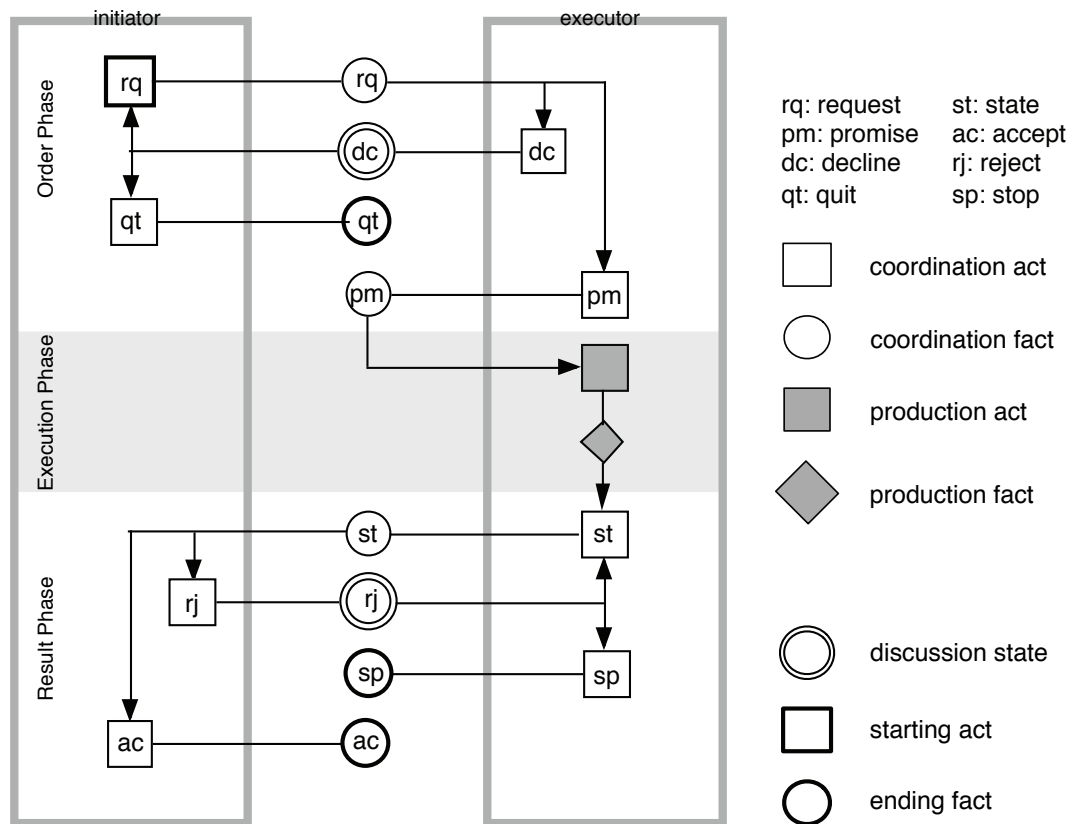 initiator
executor
Order Phase
rq
rq
dc
dc
qt
qt
pm
pm
Execution Phase
Result Phase
st
st
rj
rj
sp
sp
ac
ac
rq: request st: state
pm: promise ac: accept
dc: decline rj: reject
qt: quit sp: stop
coordination act
coordination fact
production act
production fact
discussion state
starting act
ending fact